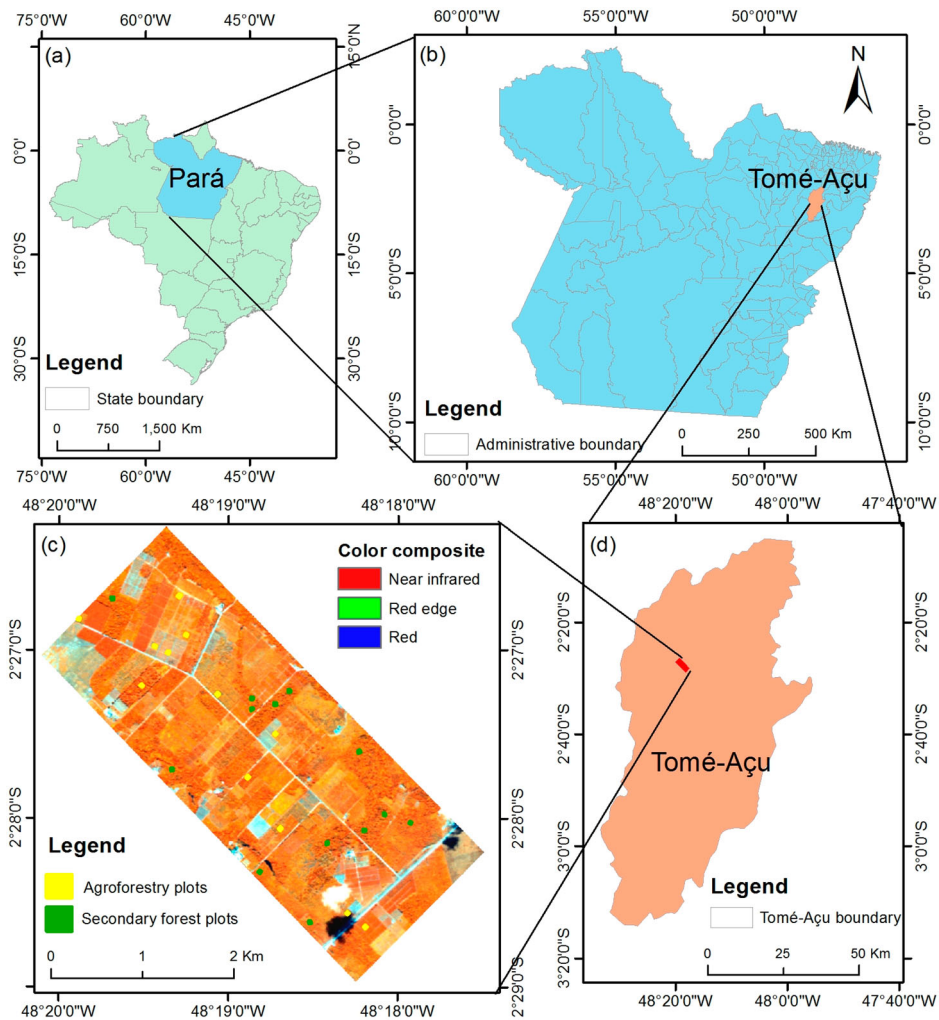 75°0'W 60°0'W 45°0'W
(a)
15°0'N
0°0'
15°0'S
30°0'S
0°0'
15°0'S
30°0'S
Pará
Legend
State boundary
0 750 1,500 Km
75°0'W 60°0'W 45°0'W
60°0'0"W 55°0'0"W 50°0'0"W
(b)
N
0°0'0"
5°0'0"S
10°0'0"S
0°0'0"
5°0'0"S
10°0'0"S
Tomé-Açu
Legend
Administrative boundary
0 250 500 Km
60°0'0"W 55°0'0"W 50°0'0"W
48°20'0"W 48°19'0"W 48°18'0"W
(c)
Color composite
Near infrared
Red edge
Red
2°27'0"S
2°28'0"S
2°27'0"S
2°28'0"S
2°29'0"S
Legend
Agroforestry plots
Secondary forest plots
0 1 2 Km
48°20'0"W 48°19'0"W 48°18'0"W
48°20'0"W 48°0'0"W 47°40'0"W
(d)
2°20'0"S
2°40'0"S
3°0'0"S
3°20'0"S
2°20'0"S
2°40'0"S
3°0'0"S
3°20'0"S
Tomé-Açu
Legend
Tomé-Açu boundary
0 25 50 Km
48°20'0"W 48°0'0"W 47°40'0"W